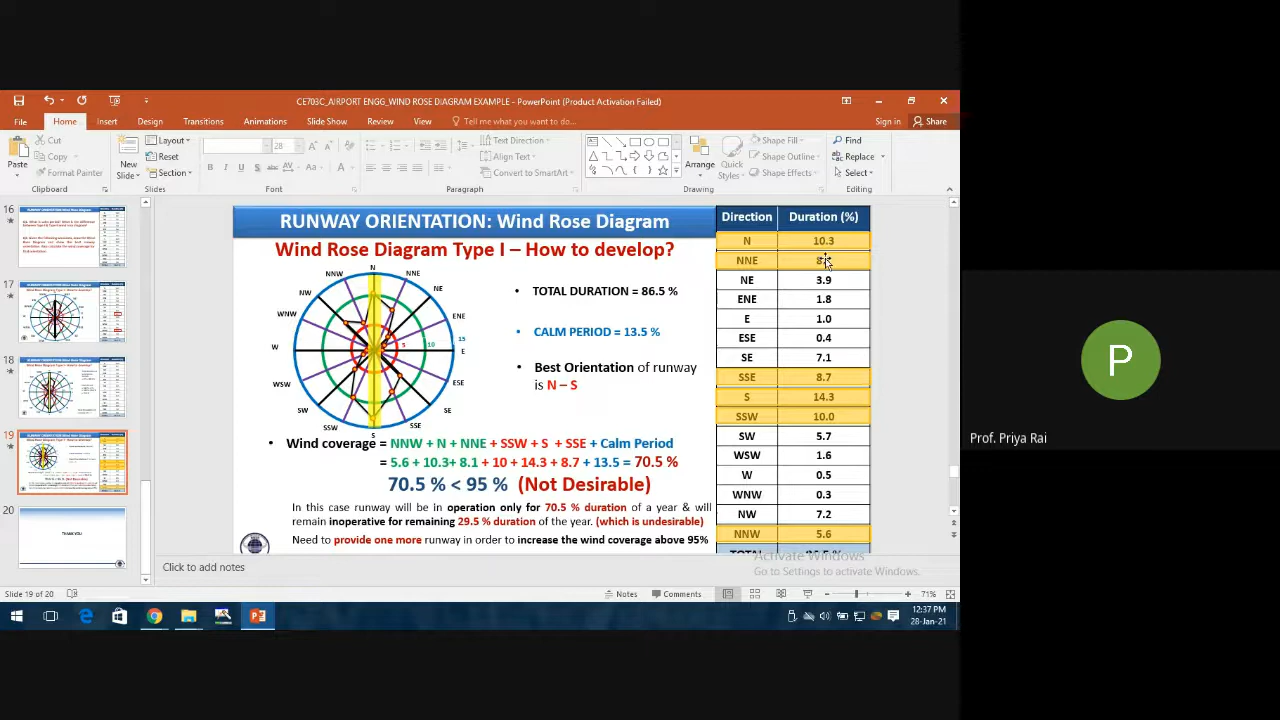 CE703C_AIRPORT ENGG_WIND ROSE DIAGRAM EXAMPLE - PowerPoint (Product Activation Failed)
File Home Insert Design Transitions Animations Slide Show Review View Tell me what you want to do... Sign in Share
Paste
Cut
Copy
Format Painter
Clipboard
New Slide
Layout
Reset
Section
Slides
28
Font
Text Direction
Align Text
Convert to SmartArt
Paragraph
Arrange
Quick Styles
Shape Fill
Shape Outline
Shape Effects
Drawing
Find
Replace
Select
Editing
16
17
18
19
20
THANK YOU
RUNWAY ORIENTATION: Wind Rose Diagram
Wind Rose Diagram Type I – How to develop?
N
NNE
NE
ENE
E
ESE
SE
SSE
S
SSW
SW
WSW
W
WNW
NW
NNW
5
10
15
• TOTAL DURATION = 86.5 %
• CALM PERIOD = 13.5 %
• Best Orientation of runway
is N – S
• Wind coverage = NNW + N + NNE + SSW + S + SSE + Calm Period
= 5.6 + 10.3+ 8.1 + 10 + 14.3 + 8.7 + 13.5 = 70.5 %
70.5 % < 95 % (Not Desirable)
In this case runway will be in operation only for 70.5 % duration of a year & will
remain inoperative for remaining 29.5 % duration of the year. (which is undesirable)
Need to provide one more runway in order to increase the wind coverage above 95%
Direction Duration (%)
N 10.3
NNE
NE 3.9
ENE 1.8
E 1.0
ESE 0.4
SE 7.1
SSE 8.7
S 14.3
SSW 10.0
SW 5.7
WSW 1.6
W 0.5
WNW 0.3
NW 7.2
NNW 5.6
Activate Windows
Go to Settings to activate Windows.
Click to add notes
Slide 19 of 20
Notes
Comments
71%
12:37 PM
28-Jan-21
P
Prof. Priya Rai